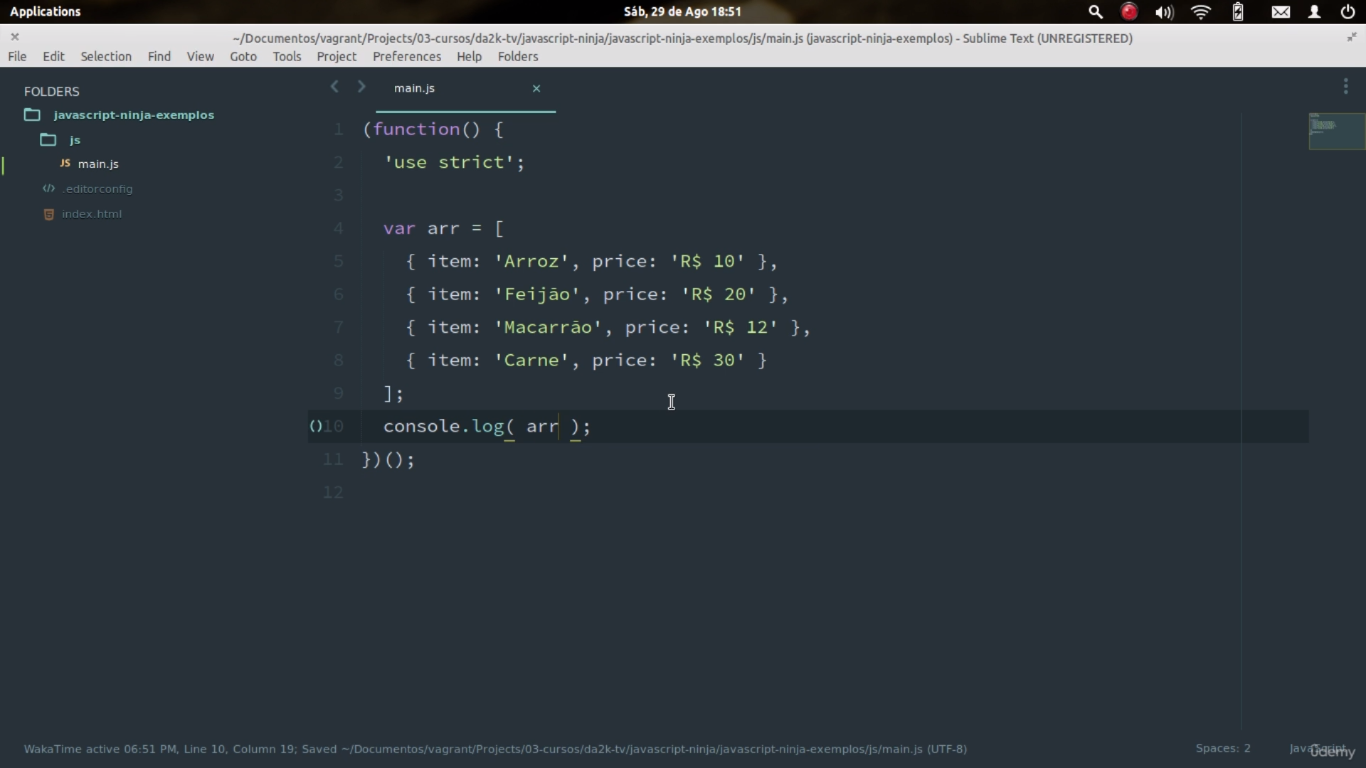 Applications
Sáb, 29 de Ago 18:51
~/Documentos/vagrant/Projects/03-cursos/da2k-tv/javascript-ninja/javascript-ninja-exemplos/js/main.js (javascript-ninja-exemplos) - Sublime Text (UNREGISTERED)
File Edit Selection Find View Goto Tools Project Preferences Help Folders
FOLDERS
javascript-ninja-exemplos
js
JS main.js
</> .editorconfig
index.html
main.js
1 (function() {
2 'use strict';
3
4 var arr = [
5 { item: 'Arroz', price: 'R$ 10' },
6 { item: 'Feijão', price: 'R$ 20' },
7 { item: 'Macarrão', price: 'R$ 12' },
8 { item: 'Carne', price: 'R$ 30' }
9 ];
()10 console.log( arr );
11 })();
12
WakaTime active 06:51 PM, Line 10, Column 19; Saved ~/Documentos/vagrant/Projects/03-cursos/da2k-tv/javascript-ninja/javascript-ninja-exemplos/js/main.js (UTF-8)
Spaces: 2
JavaScript
ûdemy